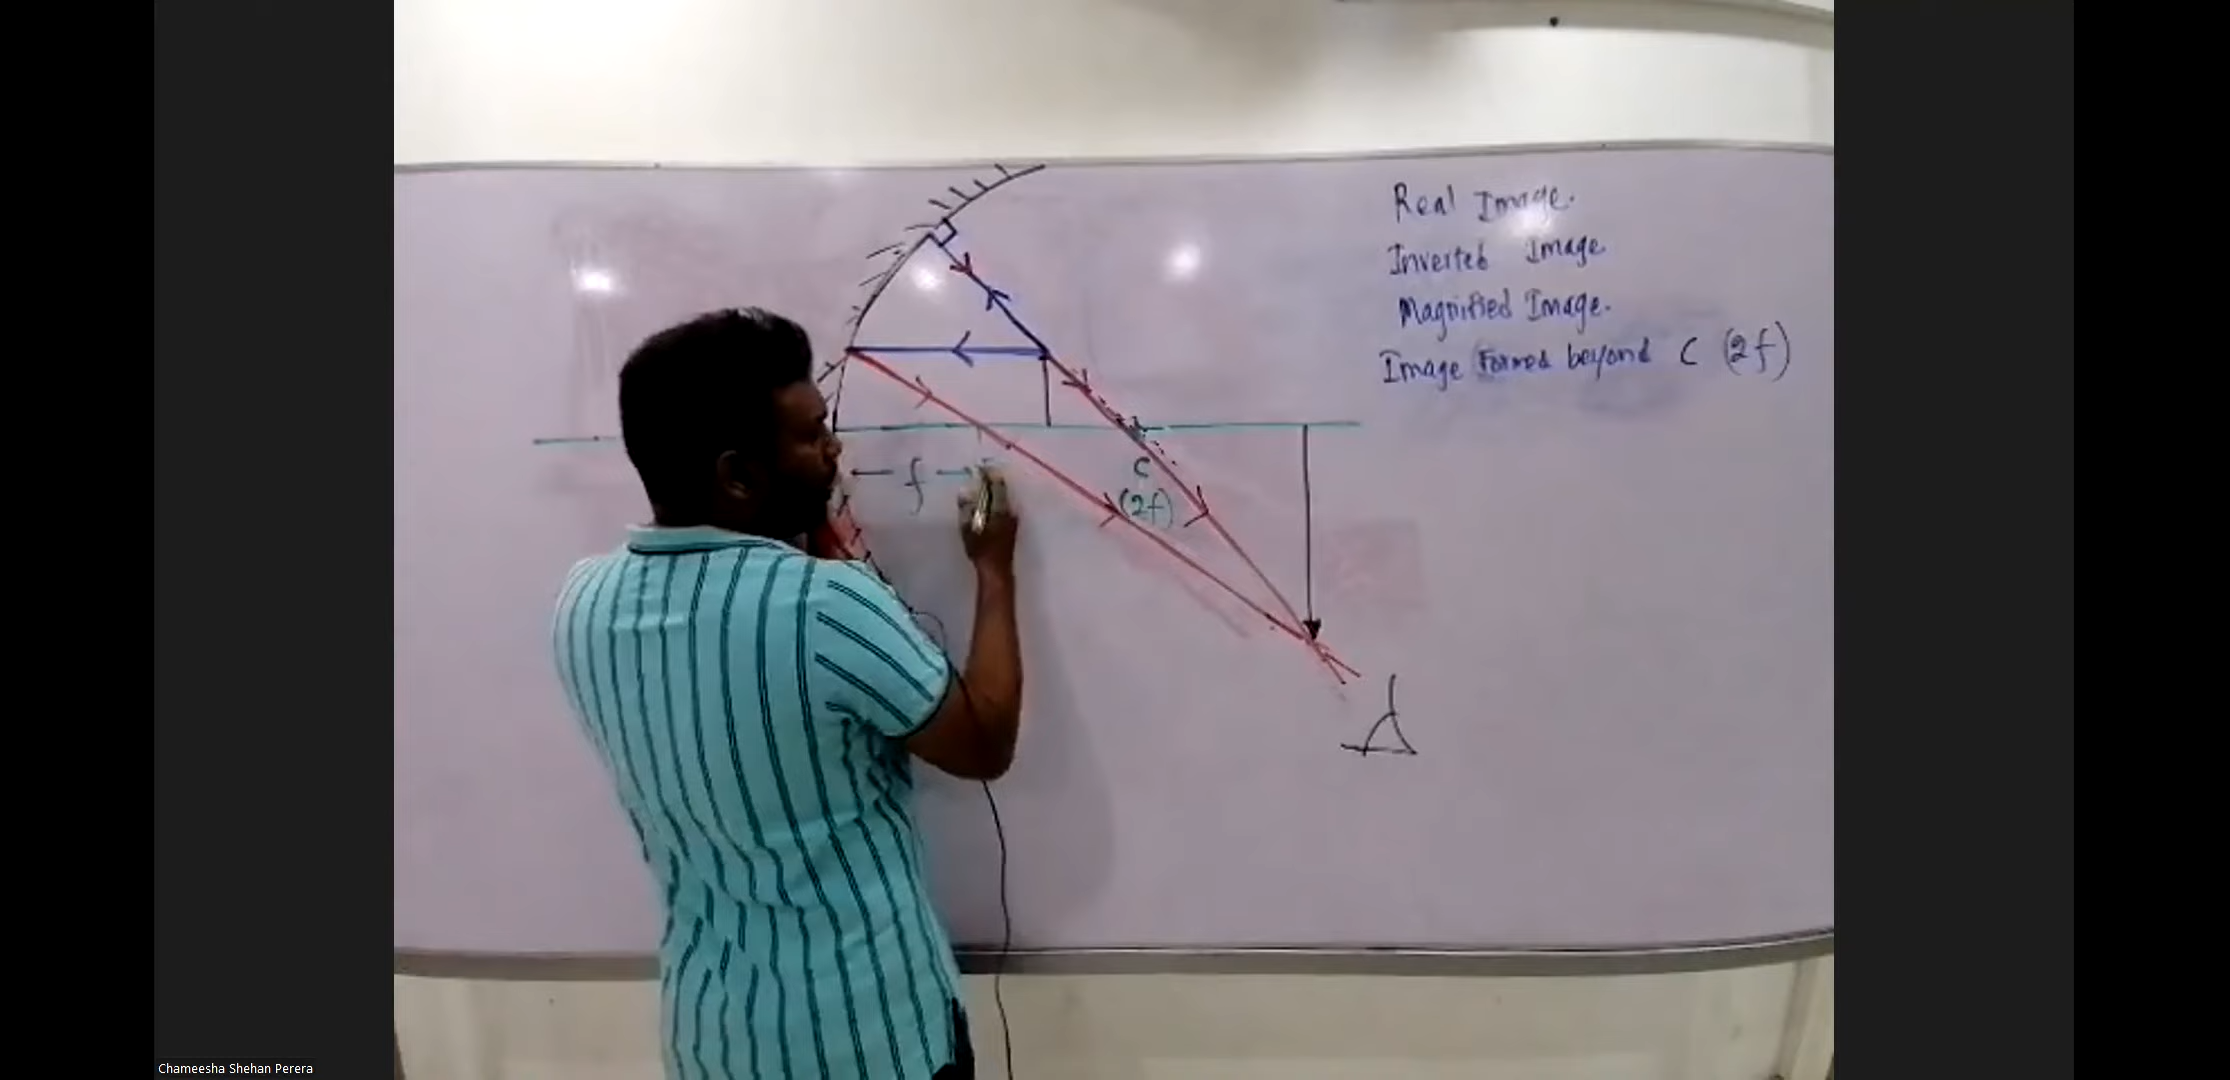 Real Image.
Inverted Image
Magnified Image.
Image Formed beyond C (2f)
f
C
(2f)
Chameesha Shehan Perera